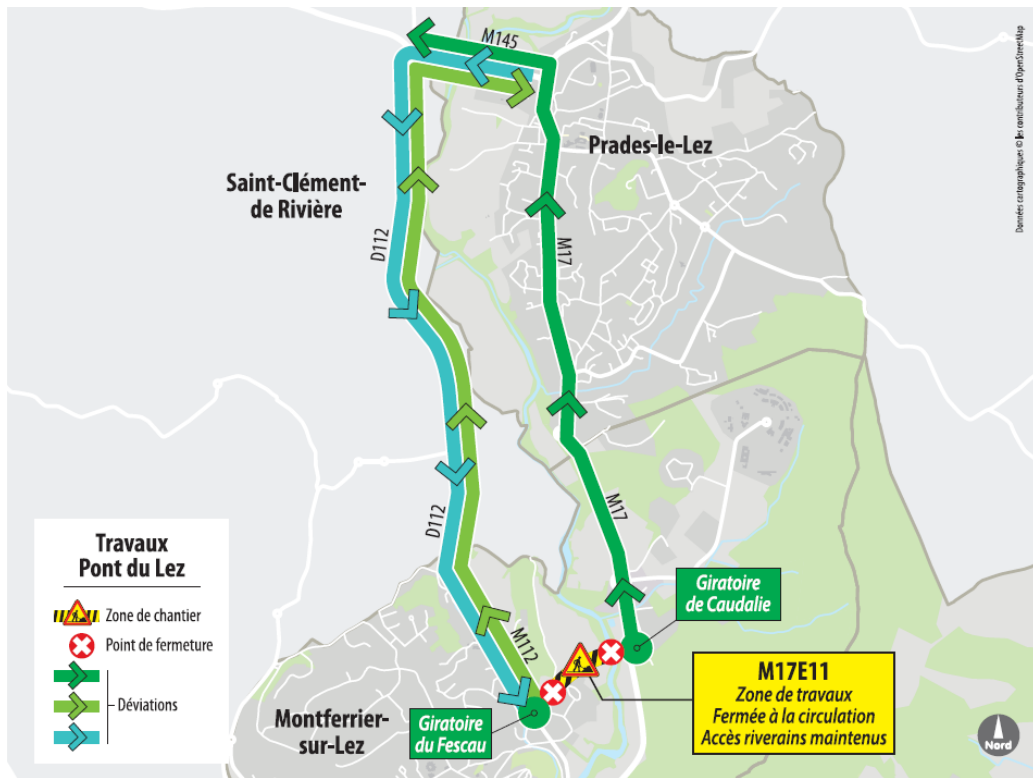 M145
Prades-le-Lez
Saint-Clément-
de Rivière
D112
M17
D112
M17
M112
Giratoire
de Caudalie
Travaux
Pont du Lez
Zone de chantier
Point de fermeture
Déviations
Montferrier-
sur-Lez
Giratoire
du Fescau
M17E11
Zone de travaux
Fermée à la circulation
Accès riverains maintenus
Nord
Données cartographiques © les contributeurs d'OpenStreetMap